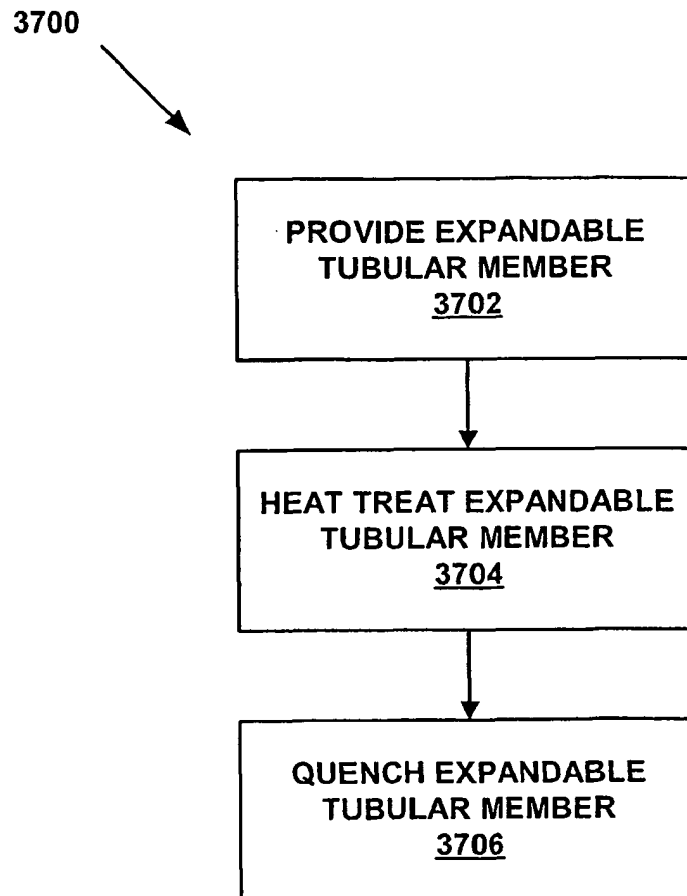 3700
PROVIDE EXPANDABLE
TUBULAR MEMBER
3702
HEAT TREAT EXPANDABLE
TUBULAR MEMBER
3704
QUENCH EXPANDABLE
TUBULAR MEMBER
3706